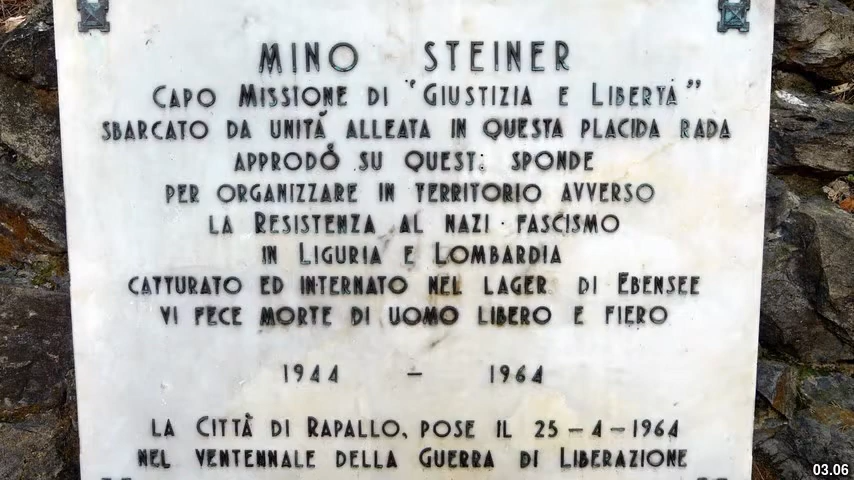 MINO STEINER
CAPO MISSIONE DI "GIUSTIZIA E LIBERTÀ"
SBARCATO DA UNITÀ ALLEATA IN QUESTA PLACIDA RADA
APPRODÒ SU QUEST: SPONDE
PER ORGANIZZARE IN TERRITORIO AVVERSO
LA RESISTENZA AL NAZI - FASCISMO
IN LIGURIA E LOMBARDIA
CATTURATO ED INTERNATO NEL LAGER DI EBENSEE
VI FECE MORTE DI UOMO LIBERO E FIERO
1944 – 1964
LA CITTÀ DI RAPALLO, POSE IL 25 – 4 – 1964
NEL VENTENNALE DELLA GUERRA DI LIBERAZIONE
03.06